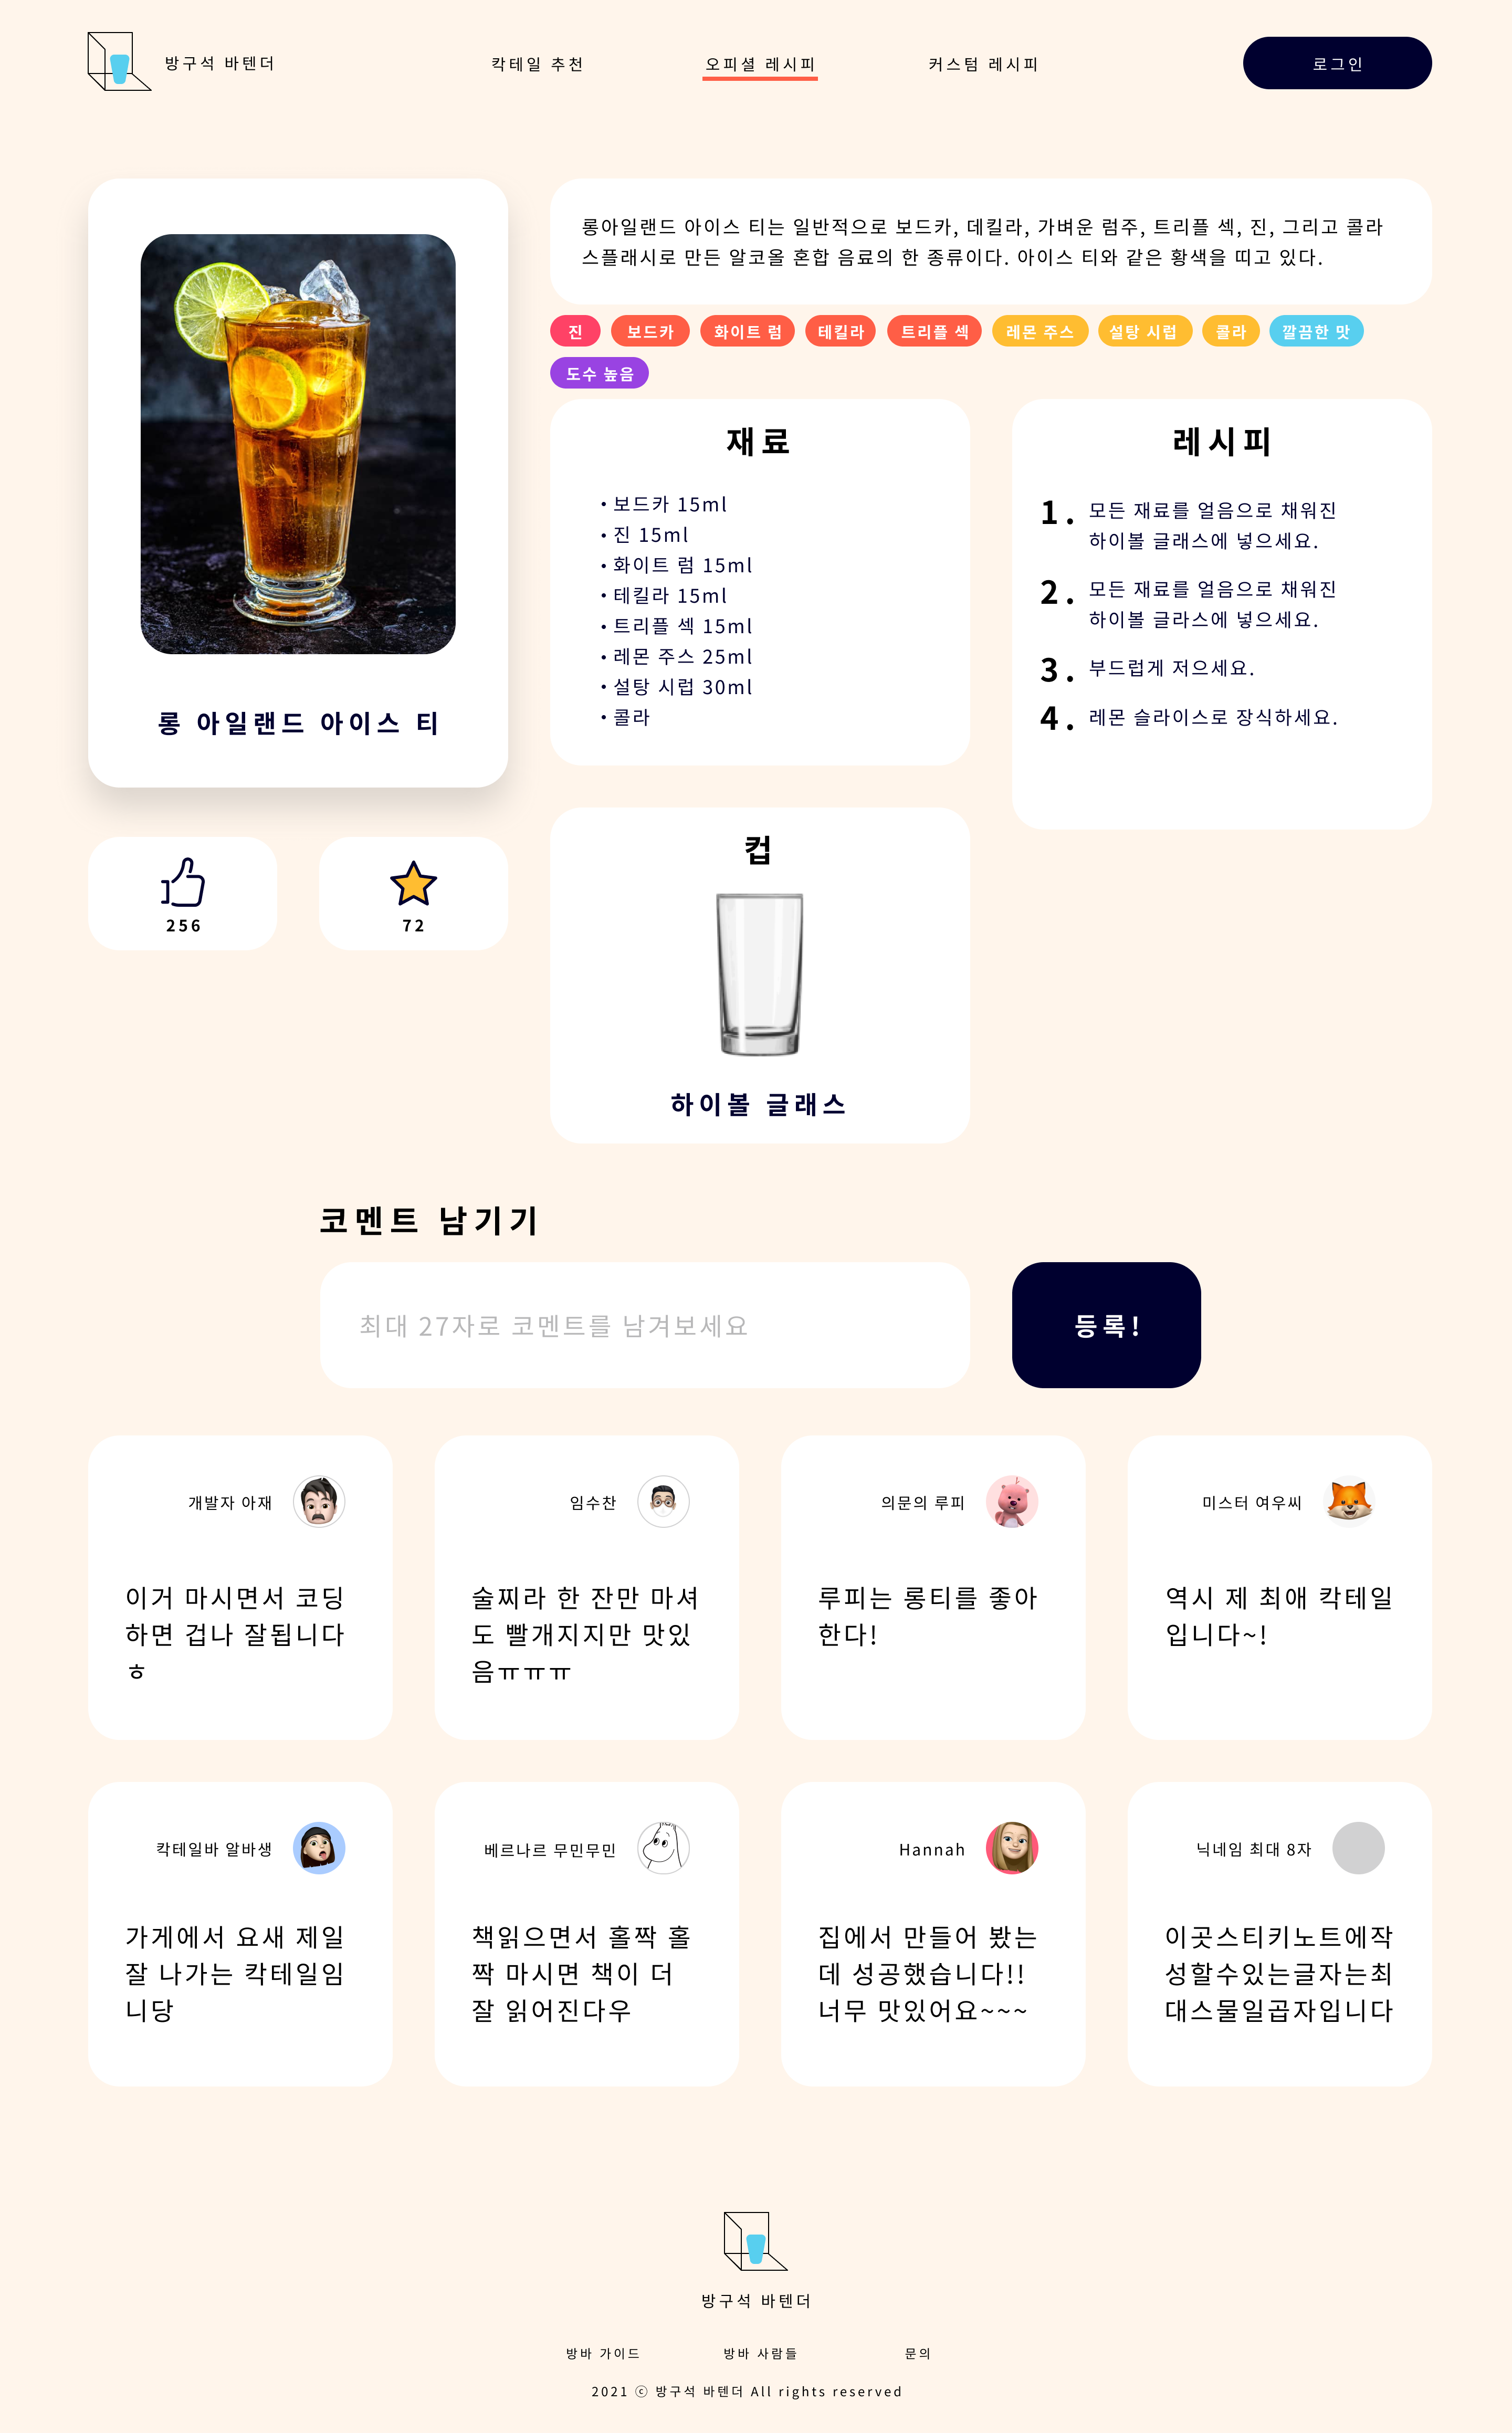 방구석 바텐더
칵테일 추천
오피셜 레시피
커스텀 레시피
로그인
롱아일랜드 아이스 티는 일반적으로 보드카, 데킬라, 가벼운 럼주, 트리플 섹, 진, 그리고 콜라
스플래시로 만든 알코올 혼합 음료의 한 종류이다. 아이스 티와 같은 황색을 띠고 있다.
진
보드카
화이트 럼
테킬라
트리플 섹
레몬 주스
설탕 시럽
콜라
깔끔한 맛
도수 높음
롱 아일랜드 아이스 티
256
72
재료
• 보드카 15ml
• 진 15ml
• 화이트 럼 15ml
• 테킬라 15ml
• 트리플 섹 15ml
• 레몬 주스 25ml
• 설탕 시럽 30ml
• 콜라
레시피
1. 모든 재료를 얼음으로 채워진
하이볼 글래스에 넣으세요.
2. 모든 재료를 얼음으로 채워진
하이볼 글라스에 넣으세요.
3. 부드럽게 저으세요.
4. 레몬 슬라이스로 장식하세요.
컵
하이볼 글래스
코멘트 남기기
최대 27자로 코멘트를 남겨보세요
등록!
개발자 아재
이거 마시면서 코딩
하면 겁나 잘됩니다
ㅎ
임수찬
술찌라 한 잔만 마셔
도 빨개지지만 맛있
음ㅠㅠㅠ
의문의 루피
루피는 롱티를 좋아
한다!
미스터 여우씨
역시 제 최애 칵테일
입니다~!
칵테일바 알바생
가게에서 요새 제일
잘 나가는 칵테일임
니당
베르나르 무민무민
책읽으면서 홀짝 홀
짝 마시면 책이 더
잘 읽어진다우
Hannah
집에서 만들어 봤는
데 성공했습니다!!
너무 맛있어요~~~
닉네임 최대 8자
이곳스티키노트에작
성할수있는글자는최
대스물일곱자입니다
방구석 바텐더
방바 가이드
방바 사람들
문의
2021 ⓒ 방구석 바텐더 All rights reserved